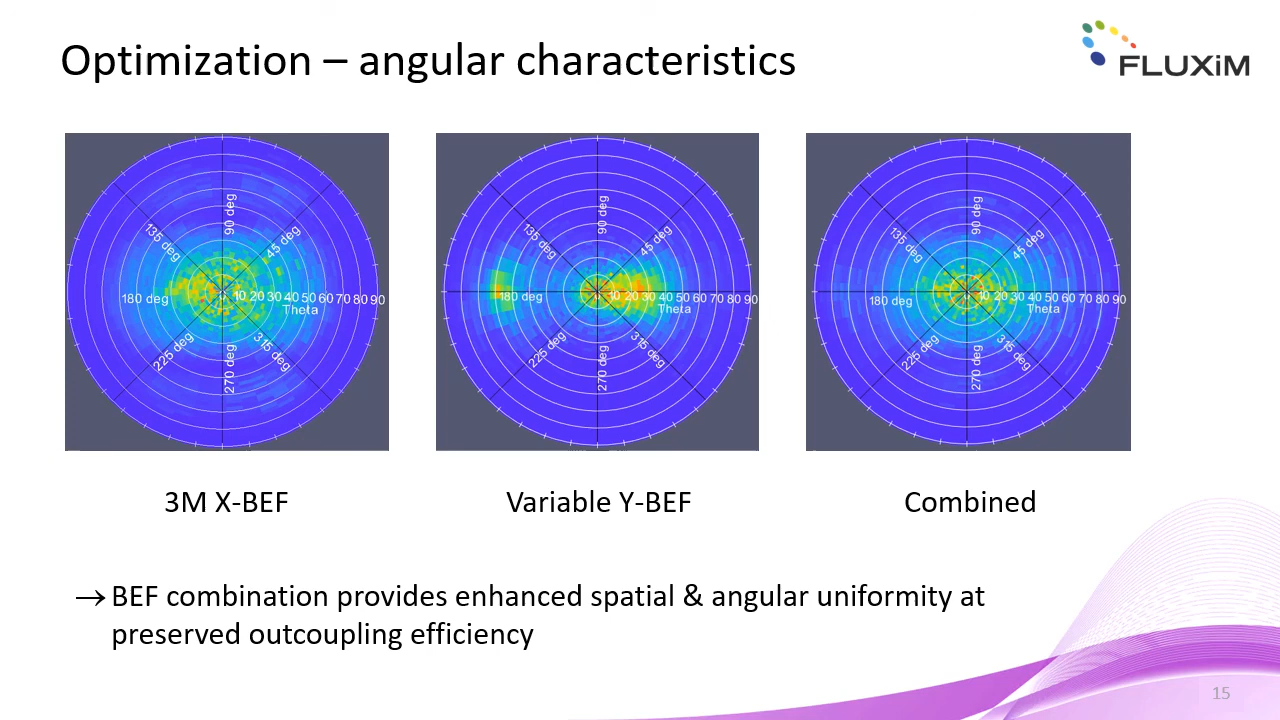 Optimization – angular characteristics
FLUXiM
90 deg
135 deg
45 deg
180 deg
0 10 20 30 40 50 60 70 80 90
Theta
225 deg
315 deg
270 deg
90 deg
135 deg
45 deg
180 deg
0 10 20 30 40 50 60 70 80 90
Theta
225 deg
315 deg
270 deg
90 deg
135 deg
45 deg
180 deg
0 10 20 30 40 50 60 70 80 90
Theta
225 deg
315 deg
270 deg
3M X-BEF
Variable Y-BEF
Combined
→ BEF combination provides enhanced spatial & angular uniformity at
preserved outcoupling efficiency
15